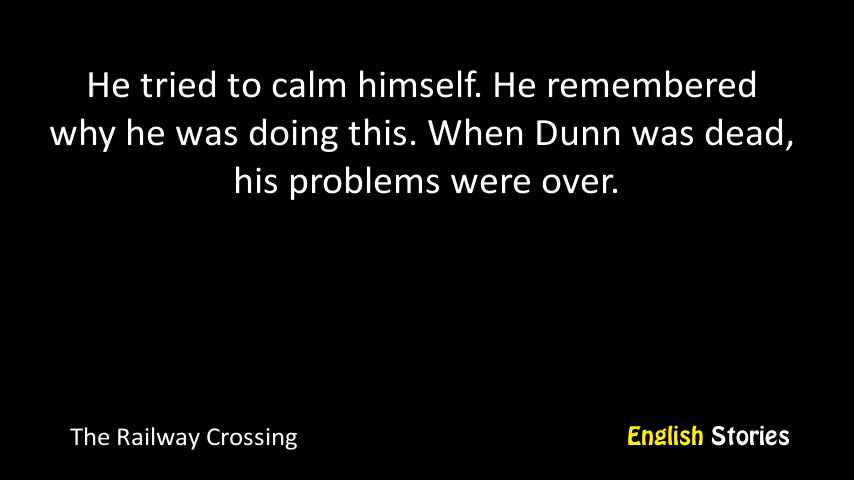 He tried to calm himself. He remembered
why he was doing this. When Dunn was dead,
his problems were over.
The Railway Crossing
English Stories